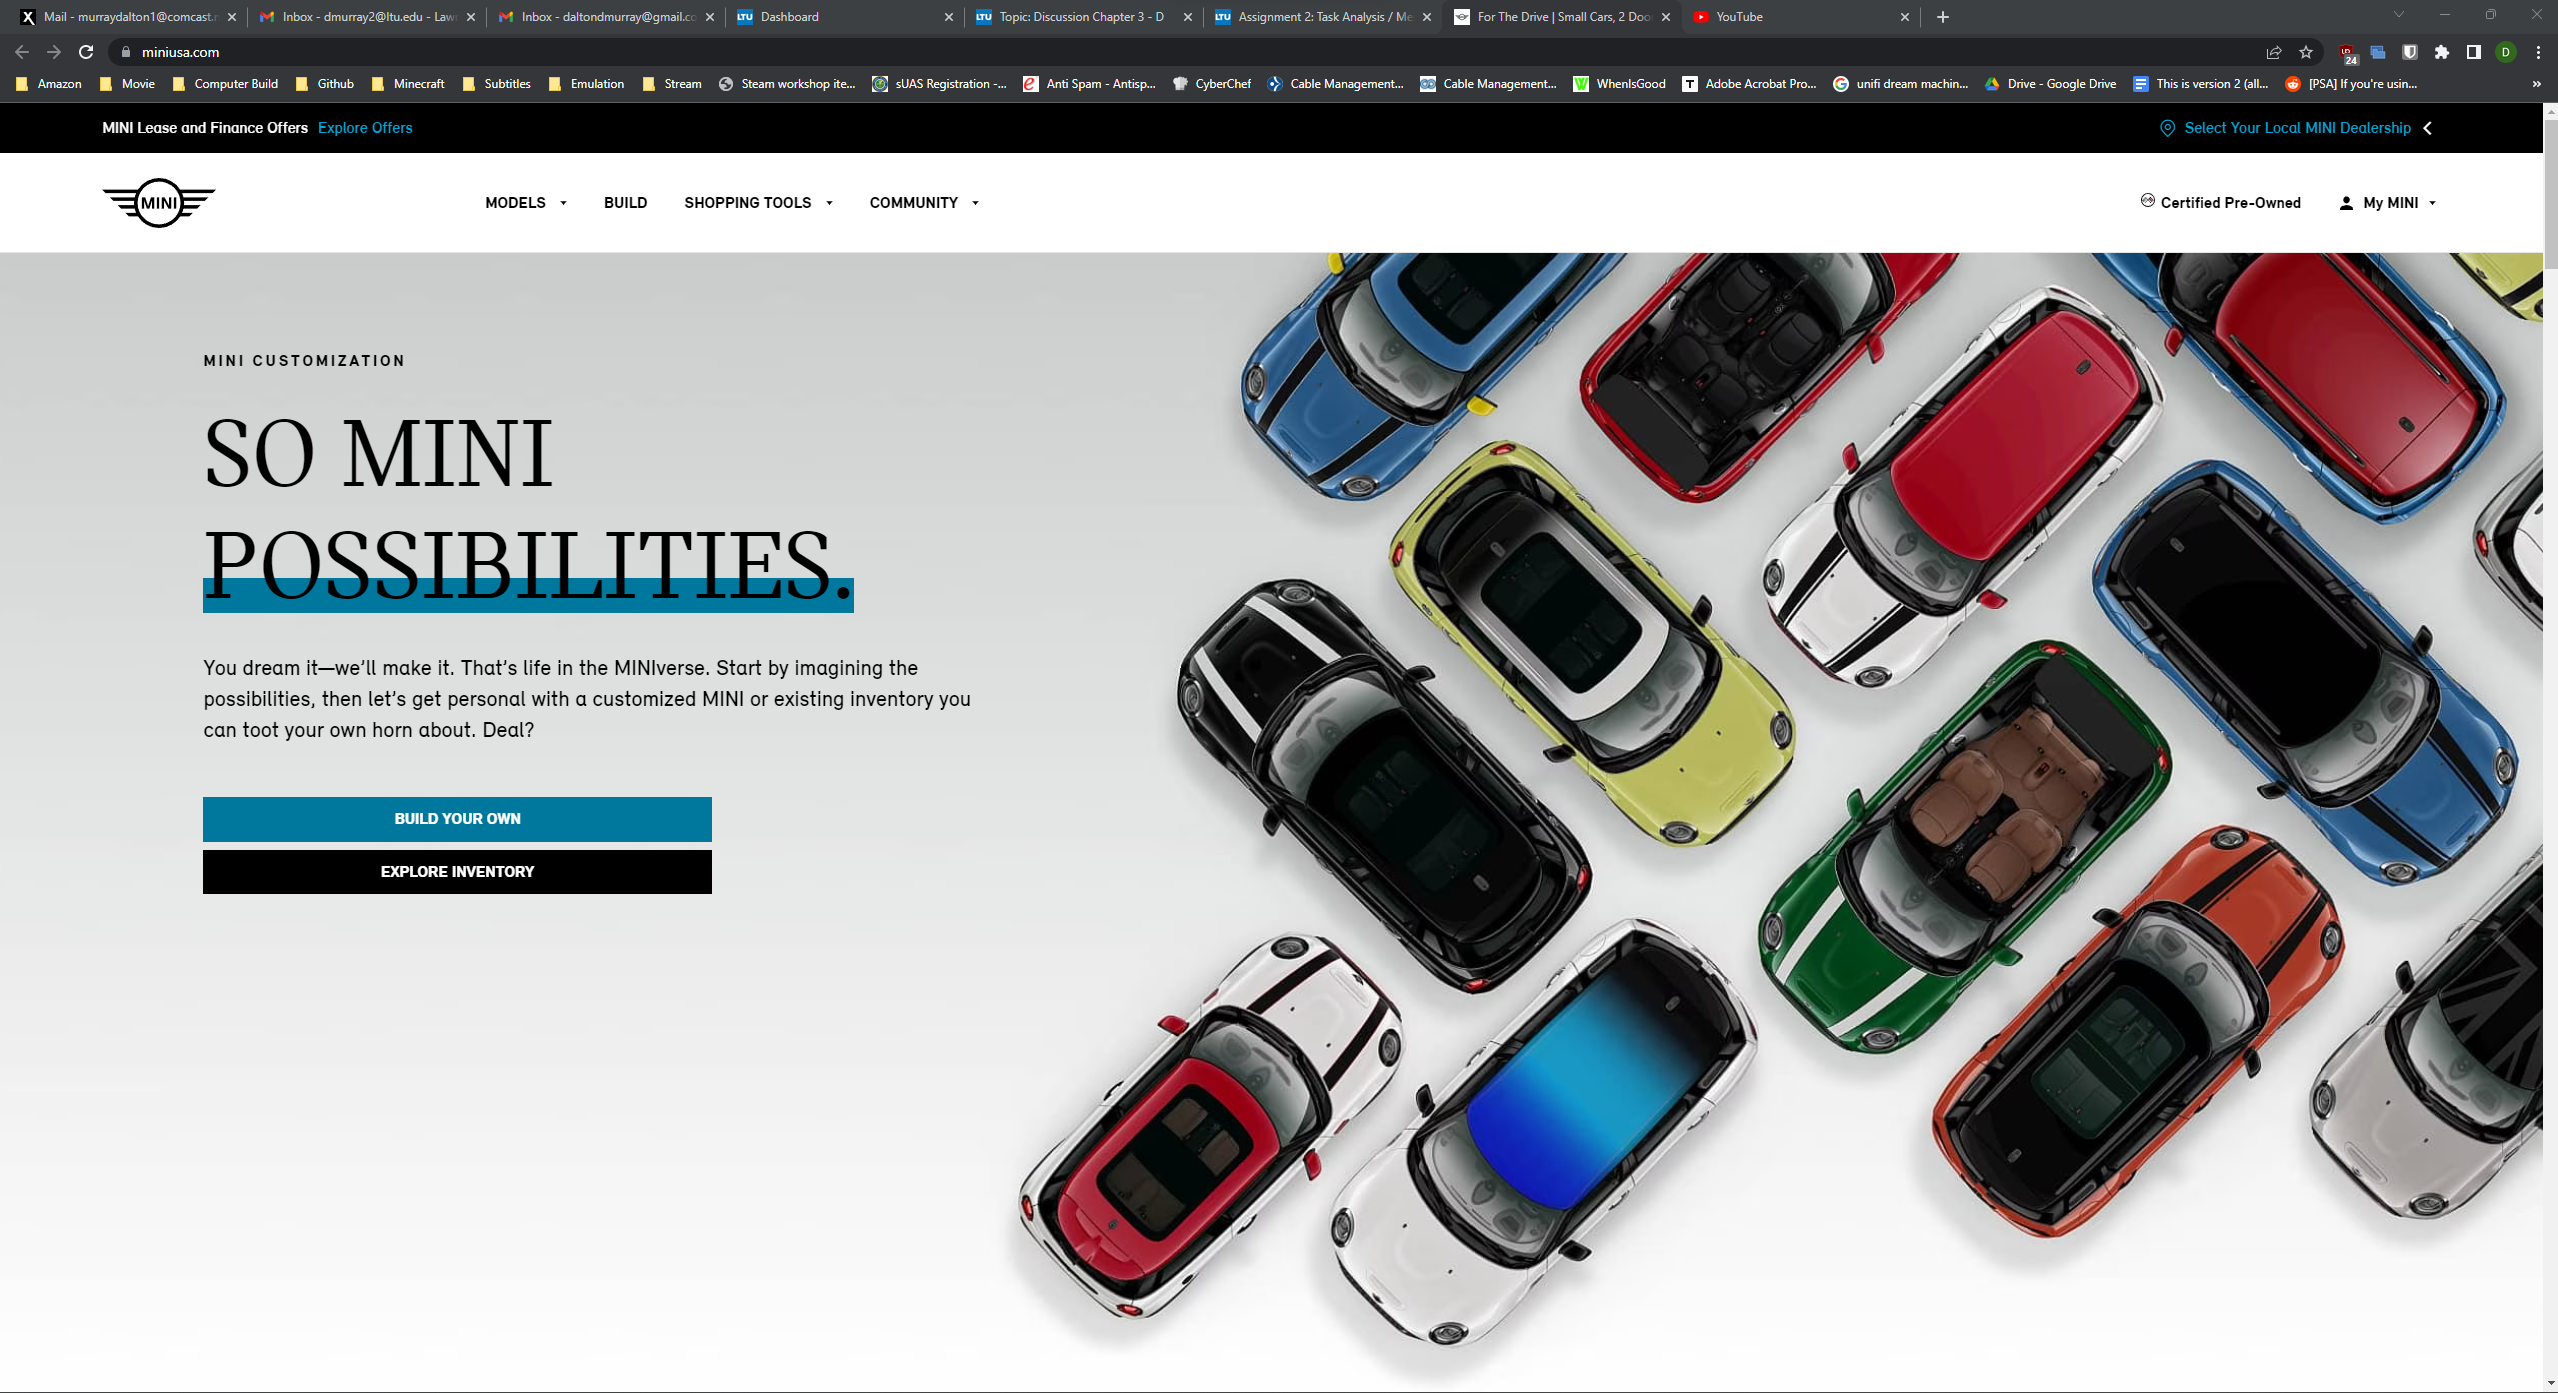 Mail - murraydalton1@comcast.
Inbox - dmurray2@ltu.edu - Law
Inbox - daltondmurray@gmail.co
LTU Dashboard
LTU Topic: Discussion Chapter 3 - D
LTU Assignment 2: Task Analysis / Me
For The Drive | Small Cars, 2 Doo
YouTube
miniusa.com
24
D
Amazon
Movie
Computer Build
Github
Minecraft
Subtitles
Emulation
Stream
Steam workshop ite...
sUAS Registration -...
Anti Spam - Antisp...
CyberChef
Cable Management...
Cable Management...
WhenIsGood
T Adobe Acrobat Pro...
unifi dream machin...
Drive - Google Drive
This is version 2 (all...
[PSA] If you're usin...
MINI Lease and Finance Offers Explore Offers
Select Your Local MINI Dealership
MINI
MODELS
BUILD
SHOPPING TOOLS
COMMUNITY
Certified Pre-Owned
My MINI
MINI CUSTOMIZATION
SO MINI
POSSIBILITIES.
You dream it—we’ll make it. That’s life in the MINIverse. Start by imagining the
possibilities, then let’s get personal with a customized MINI or existing inventory you
can toot your own horn about. Deal?
BUILD YOUR OWN
EXPLORE INVENTORY